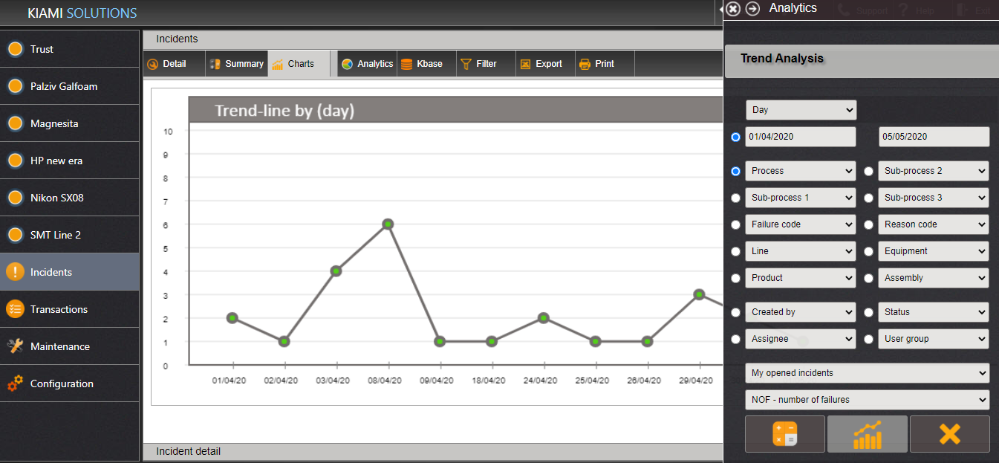 KIAMI SOLUTIONS
Analytics
Support
Help
Exit
Trust
Palziv Galfoam
Magnesita
HP new era
Nikon SX08
SMT Line 2
Incidents
Transactions
Maintenance
Configuration
Incidents
Detail Summary Charts Analytics Kbase Filter Export Print
Trend-line by (day)
10
9
8
7
6
5
4
3
2
1
0
01/04/20 02/04/20 03/04/20 08/04/20 09/04/20 18/04/20 24/04/20 25/04/20 26/04/20 29/04/20
Incident detail
Trend Analysis
Day
01/04/2020 05/05/2020
Process Sub-process 2
Sub-process 1 Sub-process 3
Failure code Reason code
Line Equipment
Product Assembly
Created by Status
Assignee User group
My opened incidents
NOF - number of failures